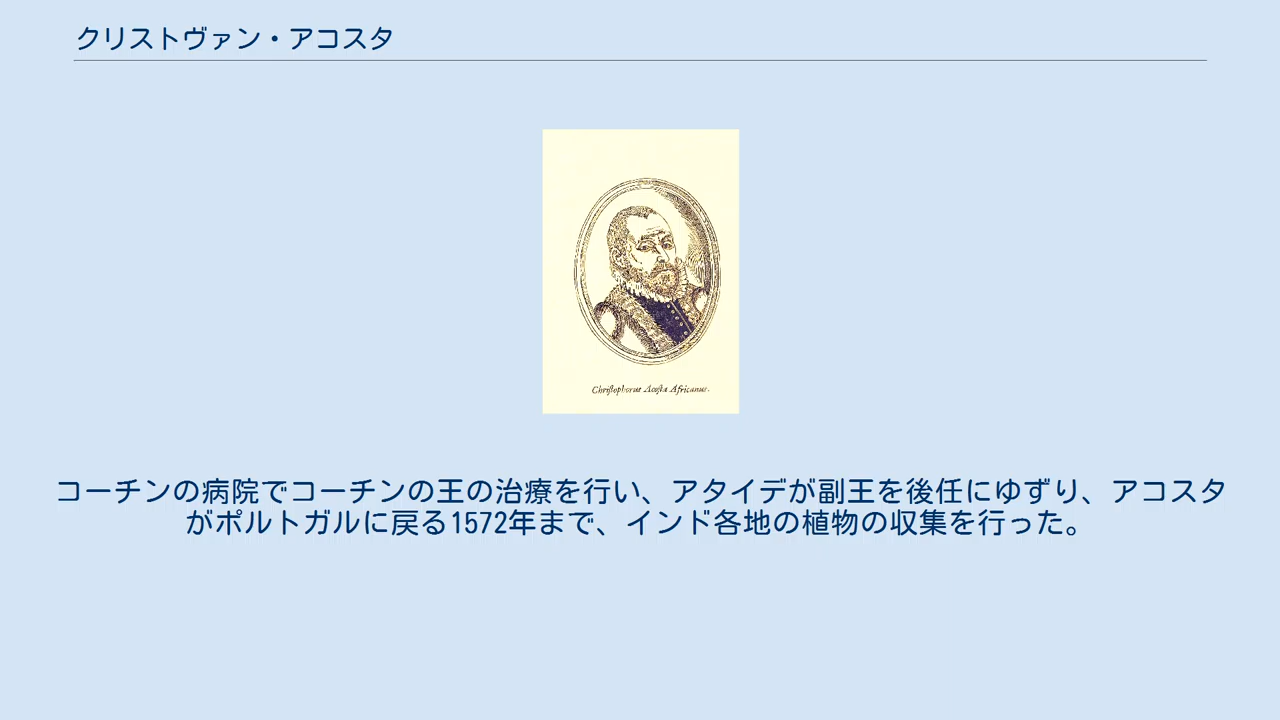 クリストヴァン・アコスタ
Chriſtophorus Acoſta Africanus.
コーチンの病院でコーチンの王の治療を行い、アタイデが副王を後任にゆずり、アコスタ
がポルトガルに戻る1572年まで、インド各地の植物の収集を行った。